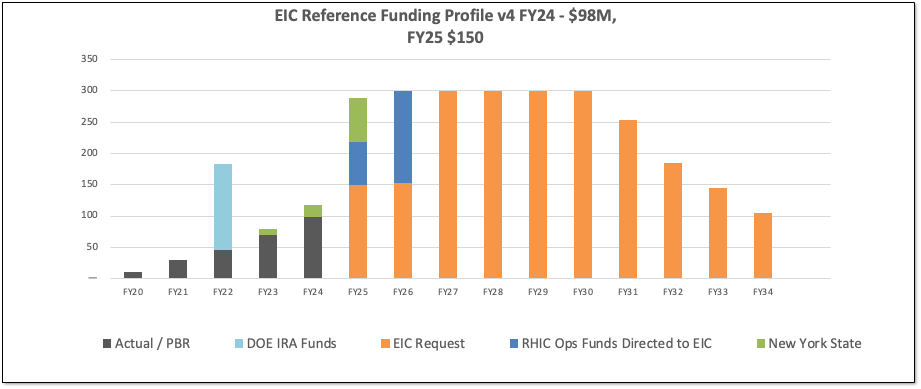 EIC Reference Funding Profile v4 FY24 - $98M,
FY25 $150
350
300
250
200
150
100
50
—
FY20 FY21 FY22 FY23 FY24 FY25 FY26 FY27 FY28 FY29 FY30 FY31 FY32 FY33 FY34
Actual / PBR DOE IRA Funds EIC Request RHIC Ops Funds Directed to EIC New York State